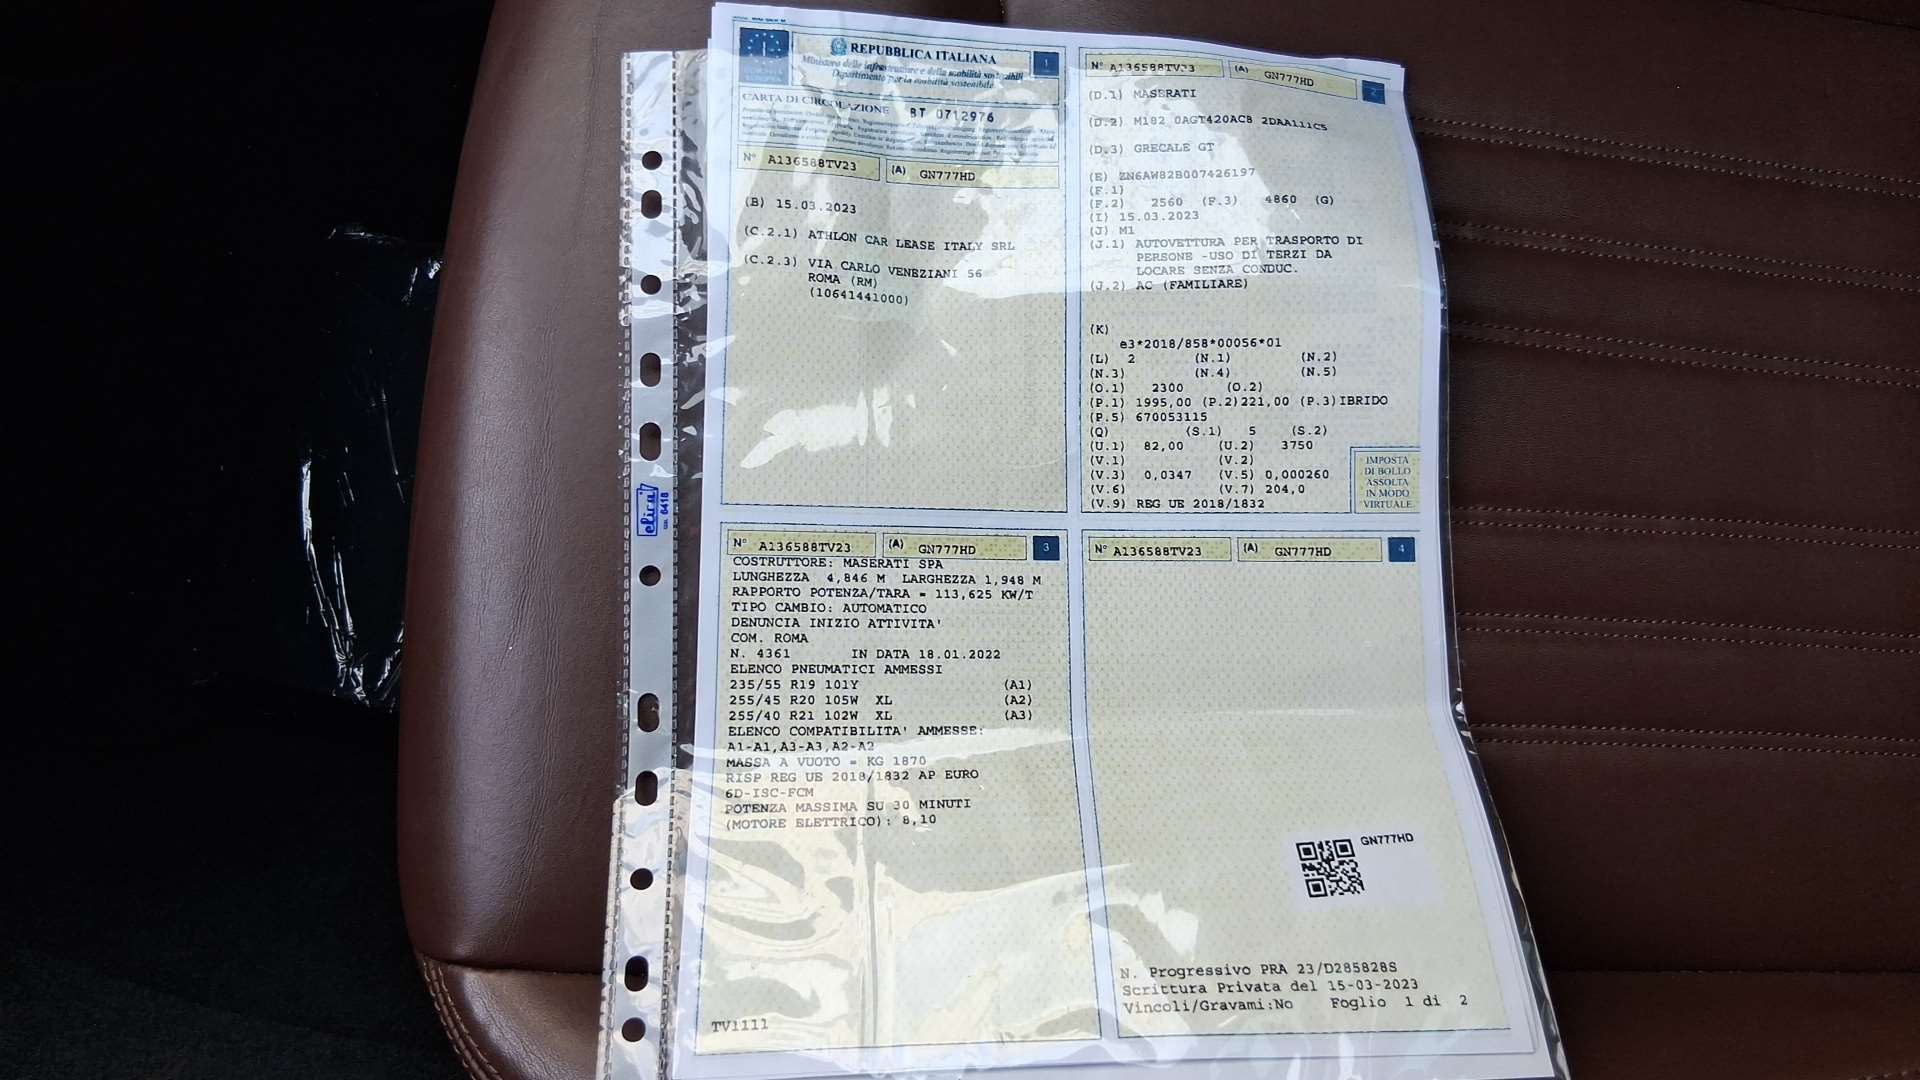 REPUBBLICA ITALIANA
1
Ministero delle infrastrutture e della mobilità sostenibili
Dipartimento per la mobilità sostenibile
CARTA DI CIRCOLAZIONE BT 0712976
N° A136588TV23 (A) GN777HD
(B) 15.03.2023
(C.2.1) ATHLON CAR LEASE ITALY SRL
(C.2.3) VIA CARLO VENEZIANI 56
ROMA (RM)
(10641441000)
N° A136588TV23 (A) GN777HD
2
(D.1) MASERATI
(D.2) M182 0AGT420AC8 2DAA111C5
(D.3) GRECALE GT
(E) ZN6AW82B007426197
(F.1)
(F.2) 2560 (F.3) 4860 (G)
(I) 15.03.2023
(J) M1
(J.1) AUTOVETTURA PER TRASPORTO DI
PERSONE -USO DI TERZI DA
LOCARE SENZA CONDUC.
(J.2) AC (FAMILIARE)
(K)
e3*2018/858*00056*01
(L) 2 (N.1) (N.2)
(N.3) (N.4) (N.5)
(O.1) 2300 (O.2)
(P.1) 1995,00 (P.2)221,00 (P.3)IBRIDO
(P.5) 670053115
(Q) (S.1) 5 (S.2)
(U.1) 82,00 (U.2) 3750
(V.1) (V.2)
(V.3) 0,0347 (V.5) 0,000260
(V.6) (V.7) 204,0
(V.9) REG UE 2018/1832
IMPOSTA
DI BOLLO
ASSOLTA
IN MODO
VIRTUALE
N° A136588TV23 (A) GN777HD 3
COSTRUTTORE: MASERATI SPA
LUNGHEZZA 4,846 M LARGHEZZA 1,948 M
RAPPORTO POTENZA/TARA = 113,625 KW/T
TIPO CAMBIO: AUTOMATICO
DENUNCIA INIZIO ATTIVITA'
COM. ROMA
N. 4361 IN DATA 18.01.2022
ELENCO PNEUMATICI AMMESSI
235/55 R19 101Y (A1)
255/45 R20 105W XL (A2)
255/40 R21 102W XL (A3)
ELENCO COMPATIBILITA' AMMESSE:
A1-A1,A3-A3,A2-A2
MASSA A VUOTO = KG 1870
RISP REG UE 2018/1832 AP EURO
6D-ISC-FCM
POTENZA MASSIMA SU 30 MINUTI
(MOTORE ELETTRICO): 8,10
TV1111
N° A136588TV23 (A) GN777HD 4
GN777HD
N. Progressivo PRA 23/D285828S
Scrittura Privata del 15-03-2023
Vincoli/Gravami:No Foglio 1 di 2
elica
6418